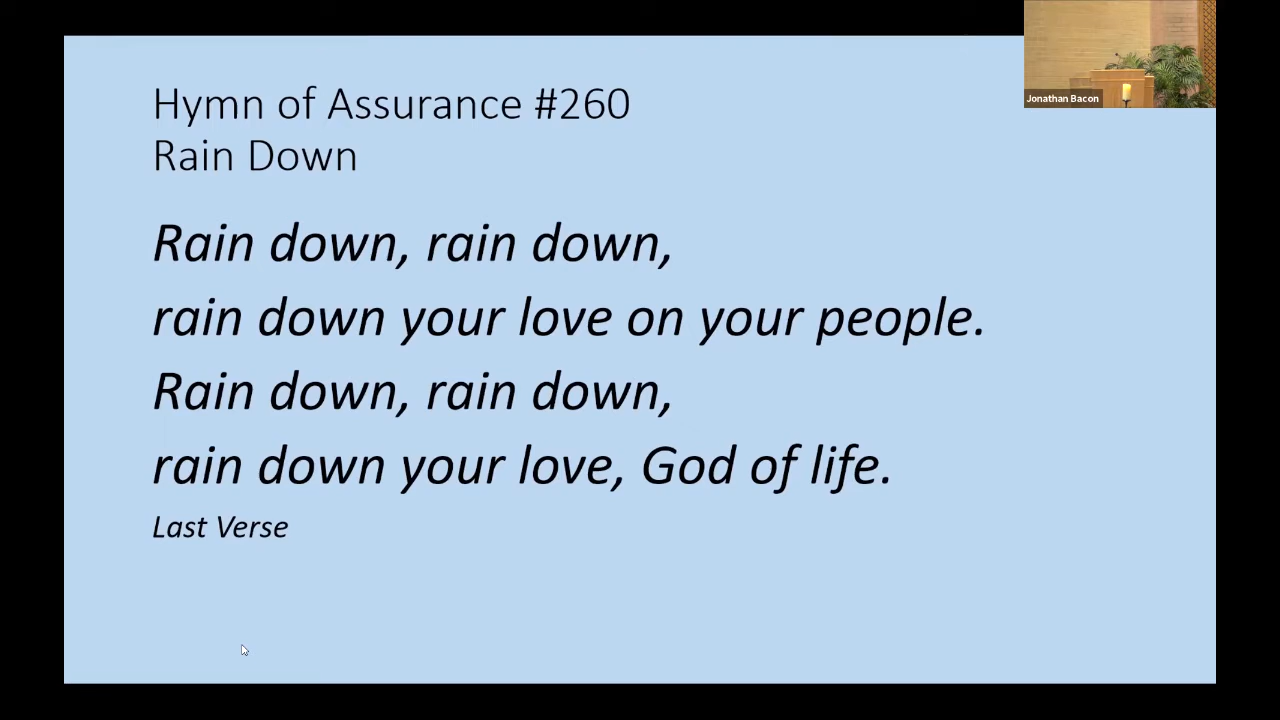 Hymn of Assurance #260
Rain Down
Rain down, rain down,
rain down your love on your people.
Rain down, rain down,
rain down your love, God of life.
Last Verse
Jonathan Bacon